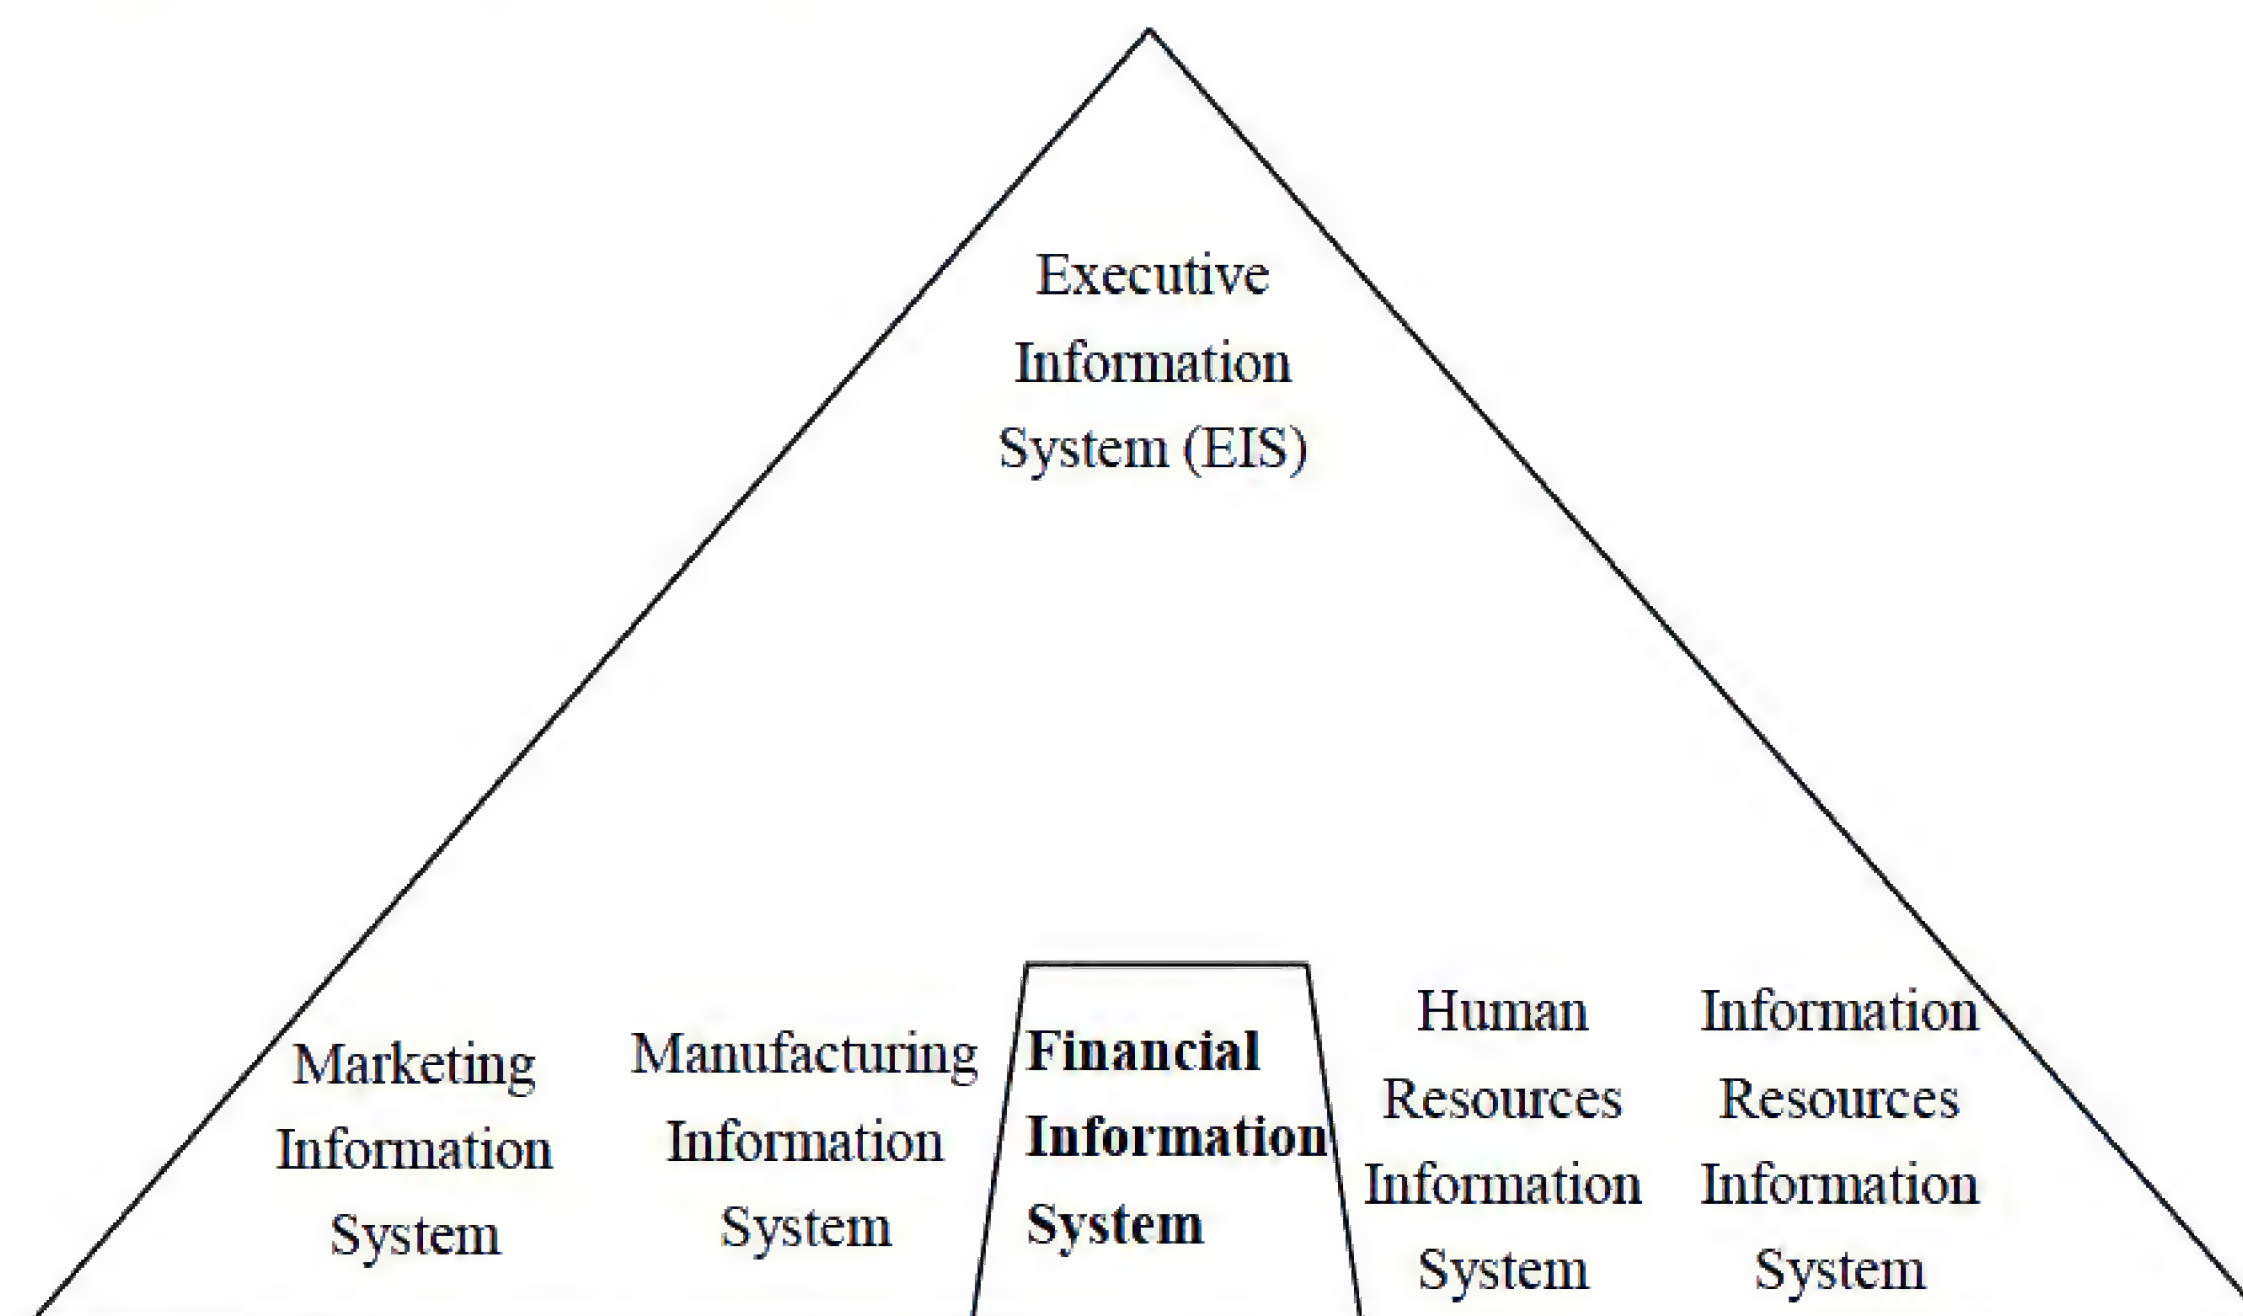 Executive
Information
System (EIS)
Marketing
Information
System
Manufacturing
Information
System
Financial
Information
System
Human
Resources
Information
System
Information
Resources
Information
System